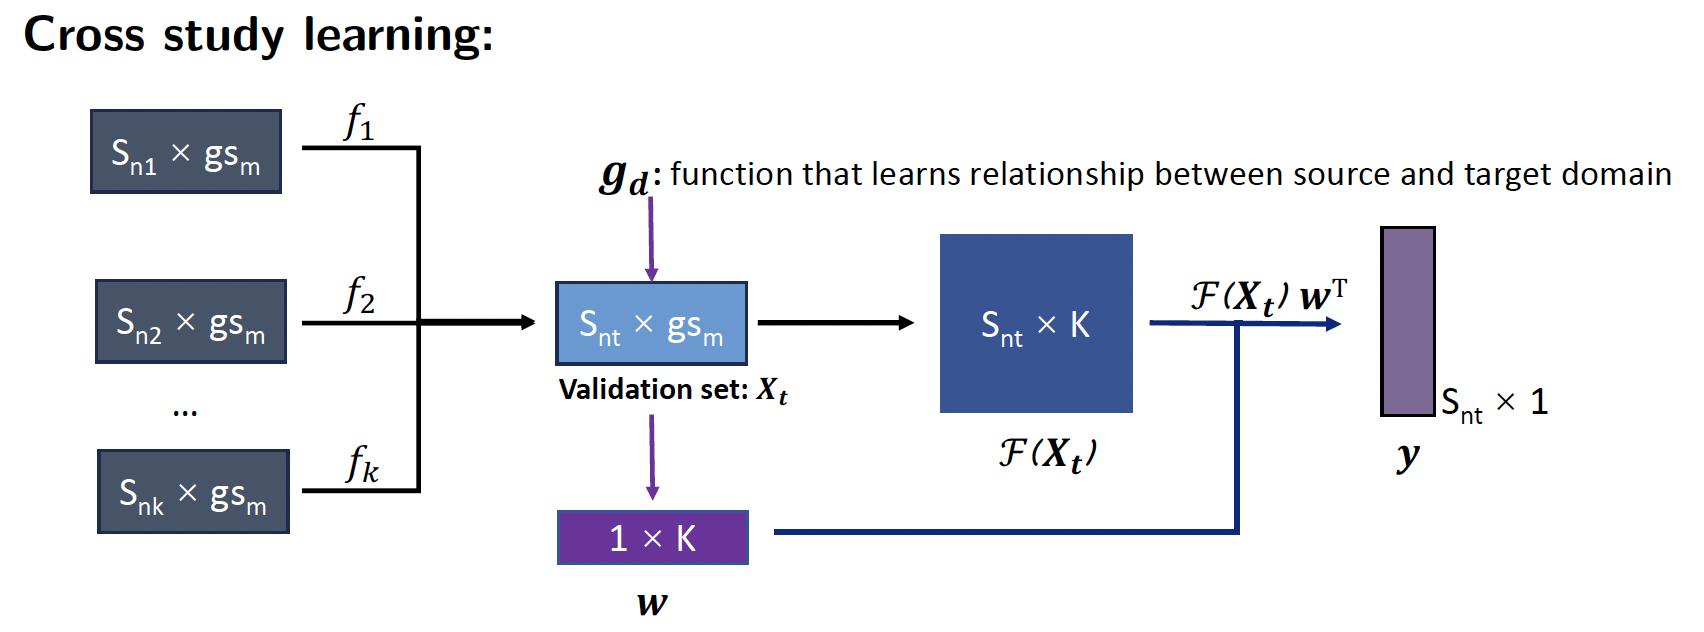 Cross study learning:
Sn1 × gsm
f1
gd: function that learns relationship between source and target domain
Sn2 × gsm
f2
Snt × gsm
Validation set: Xt
Snt × K
ℱ(Xt)
ℱ(Xt) wT
Snt × 1
y
...
Snk × gsm
fk
1 × K
w